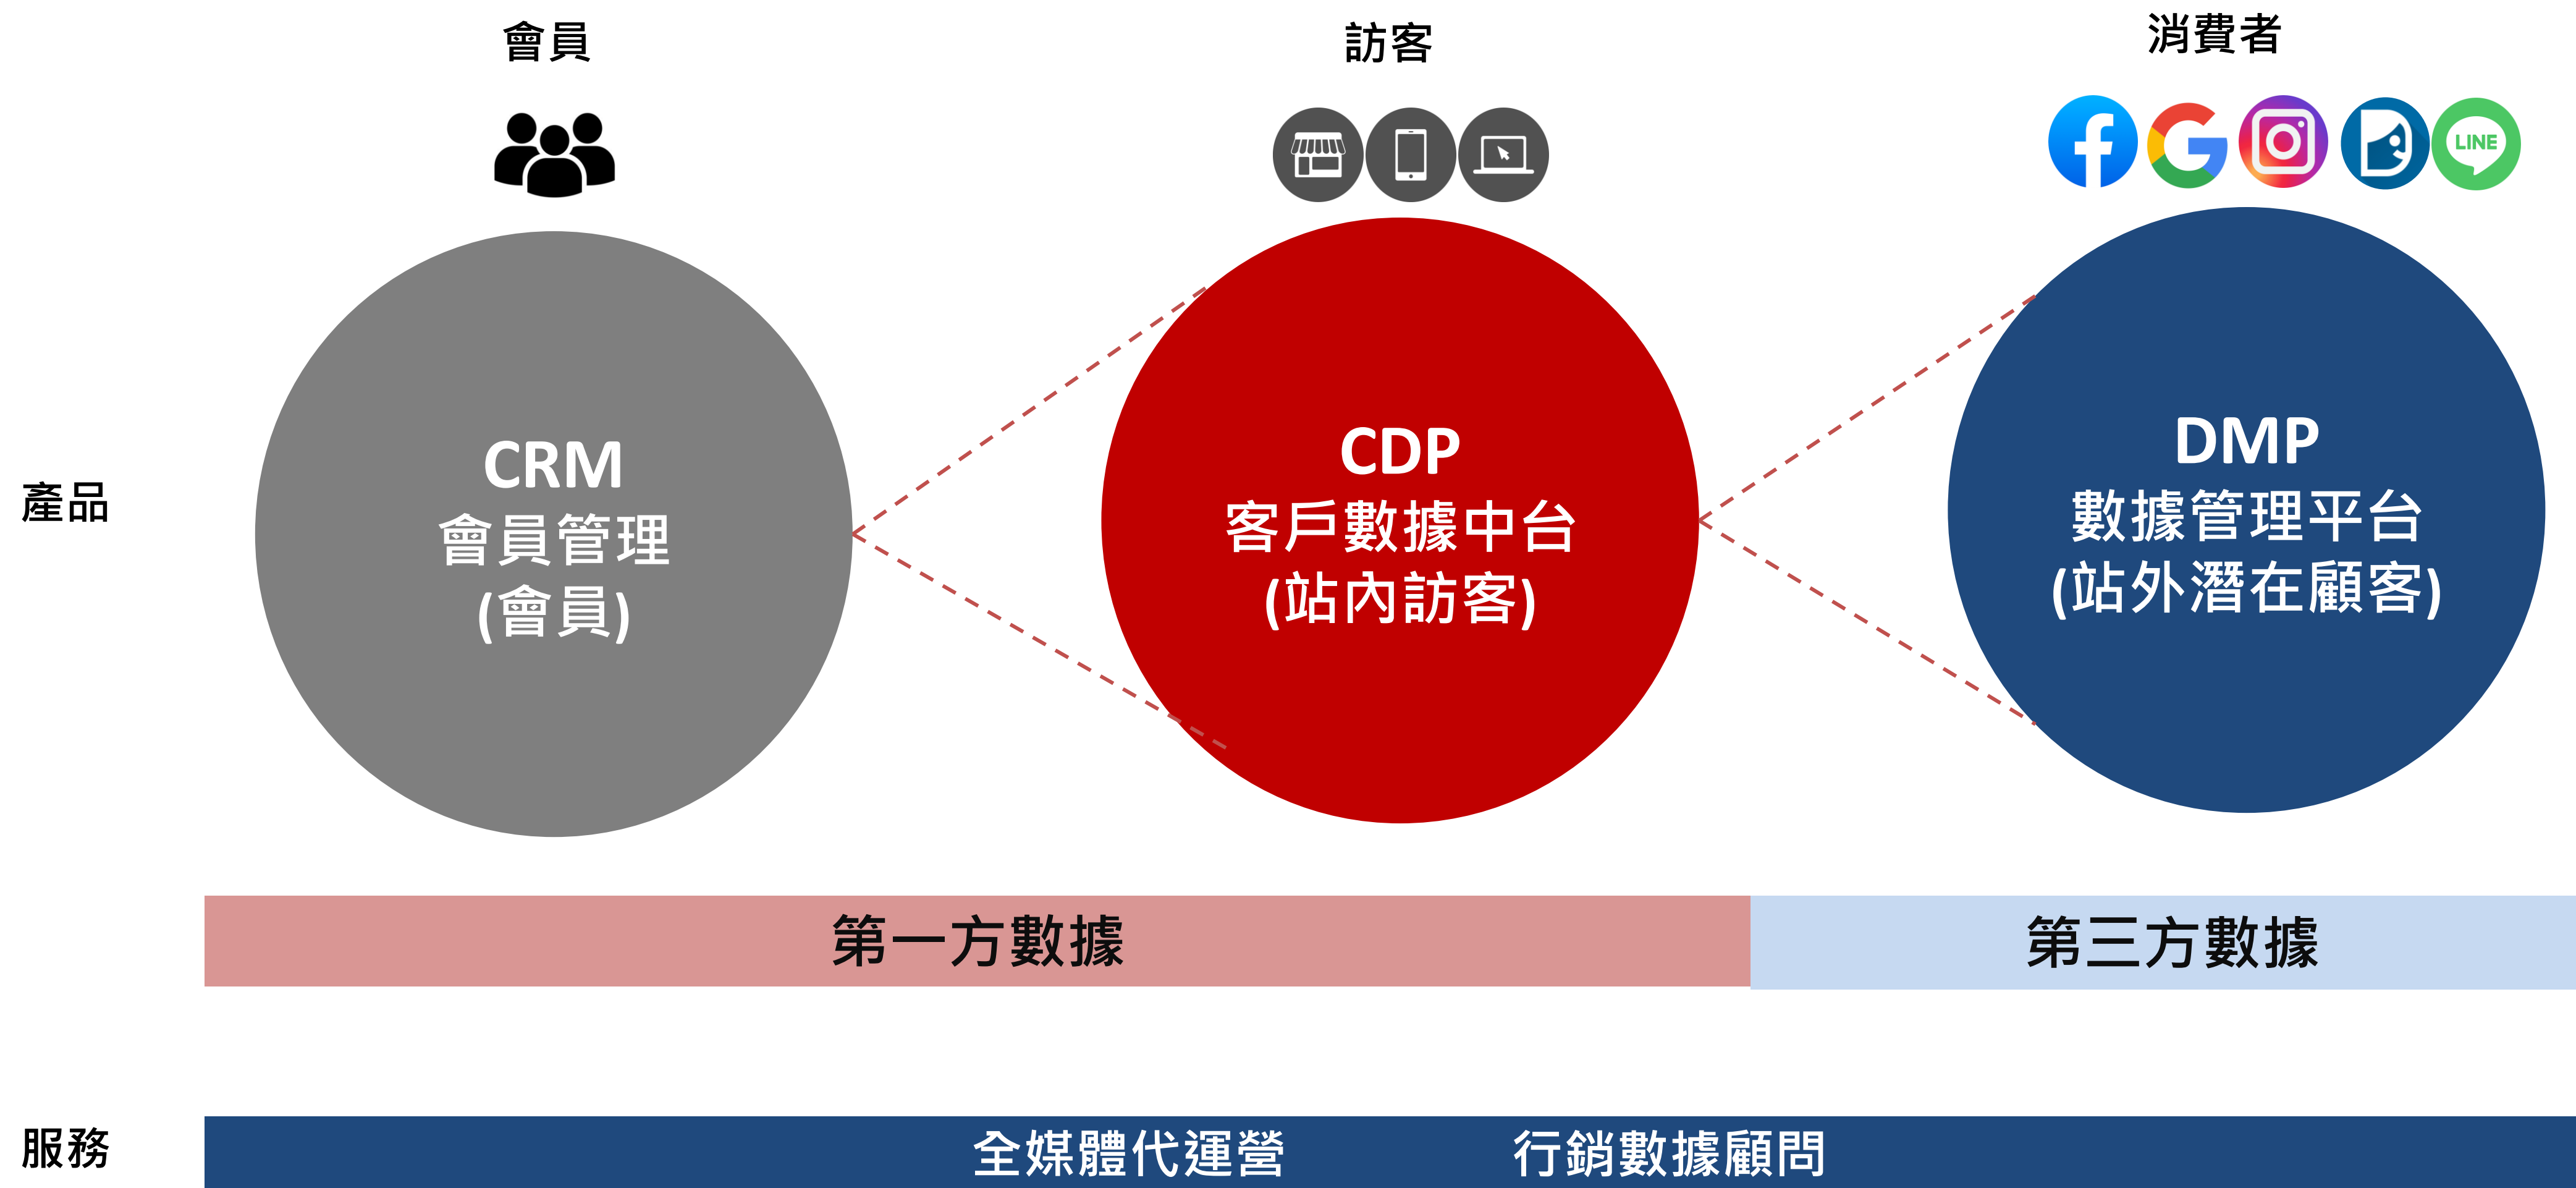 會員
訪客
消費者
LINE
產品
CRM
會員管理
(會員)
CDP
客戶數據中台
(站內訪客)
DMP
數據管理平台
(站外潛在顧客)
第一方數據
第三方數據
服務
全媒體代運營
行銷數據顧問